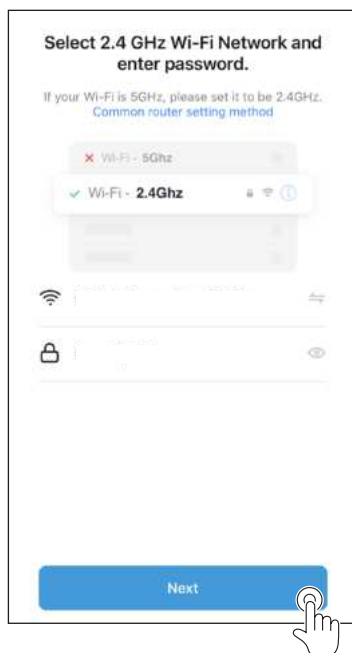 Select 2.4 GHz Wi-Fi Network and
enter password.
If your Wi-Fi is 5GHz, please set it to be 2.4GHz.
Common router setting method
Wi-Fi - 5Ghz
Wi-Fi - 2.4Ghz
Next